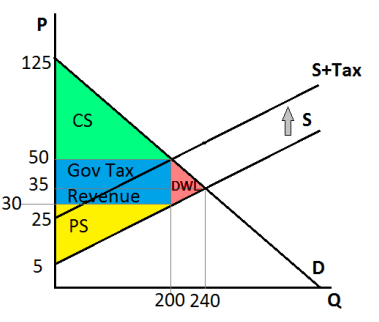 P
125
S+Tax
S
CS
50
Gov Tax
35
DWL
Revenue
30
25
PS
5
D
200 240
Q